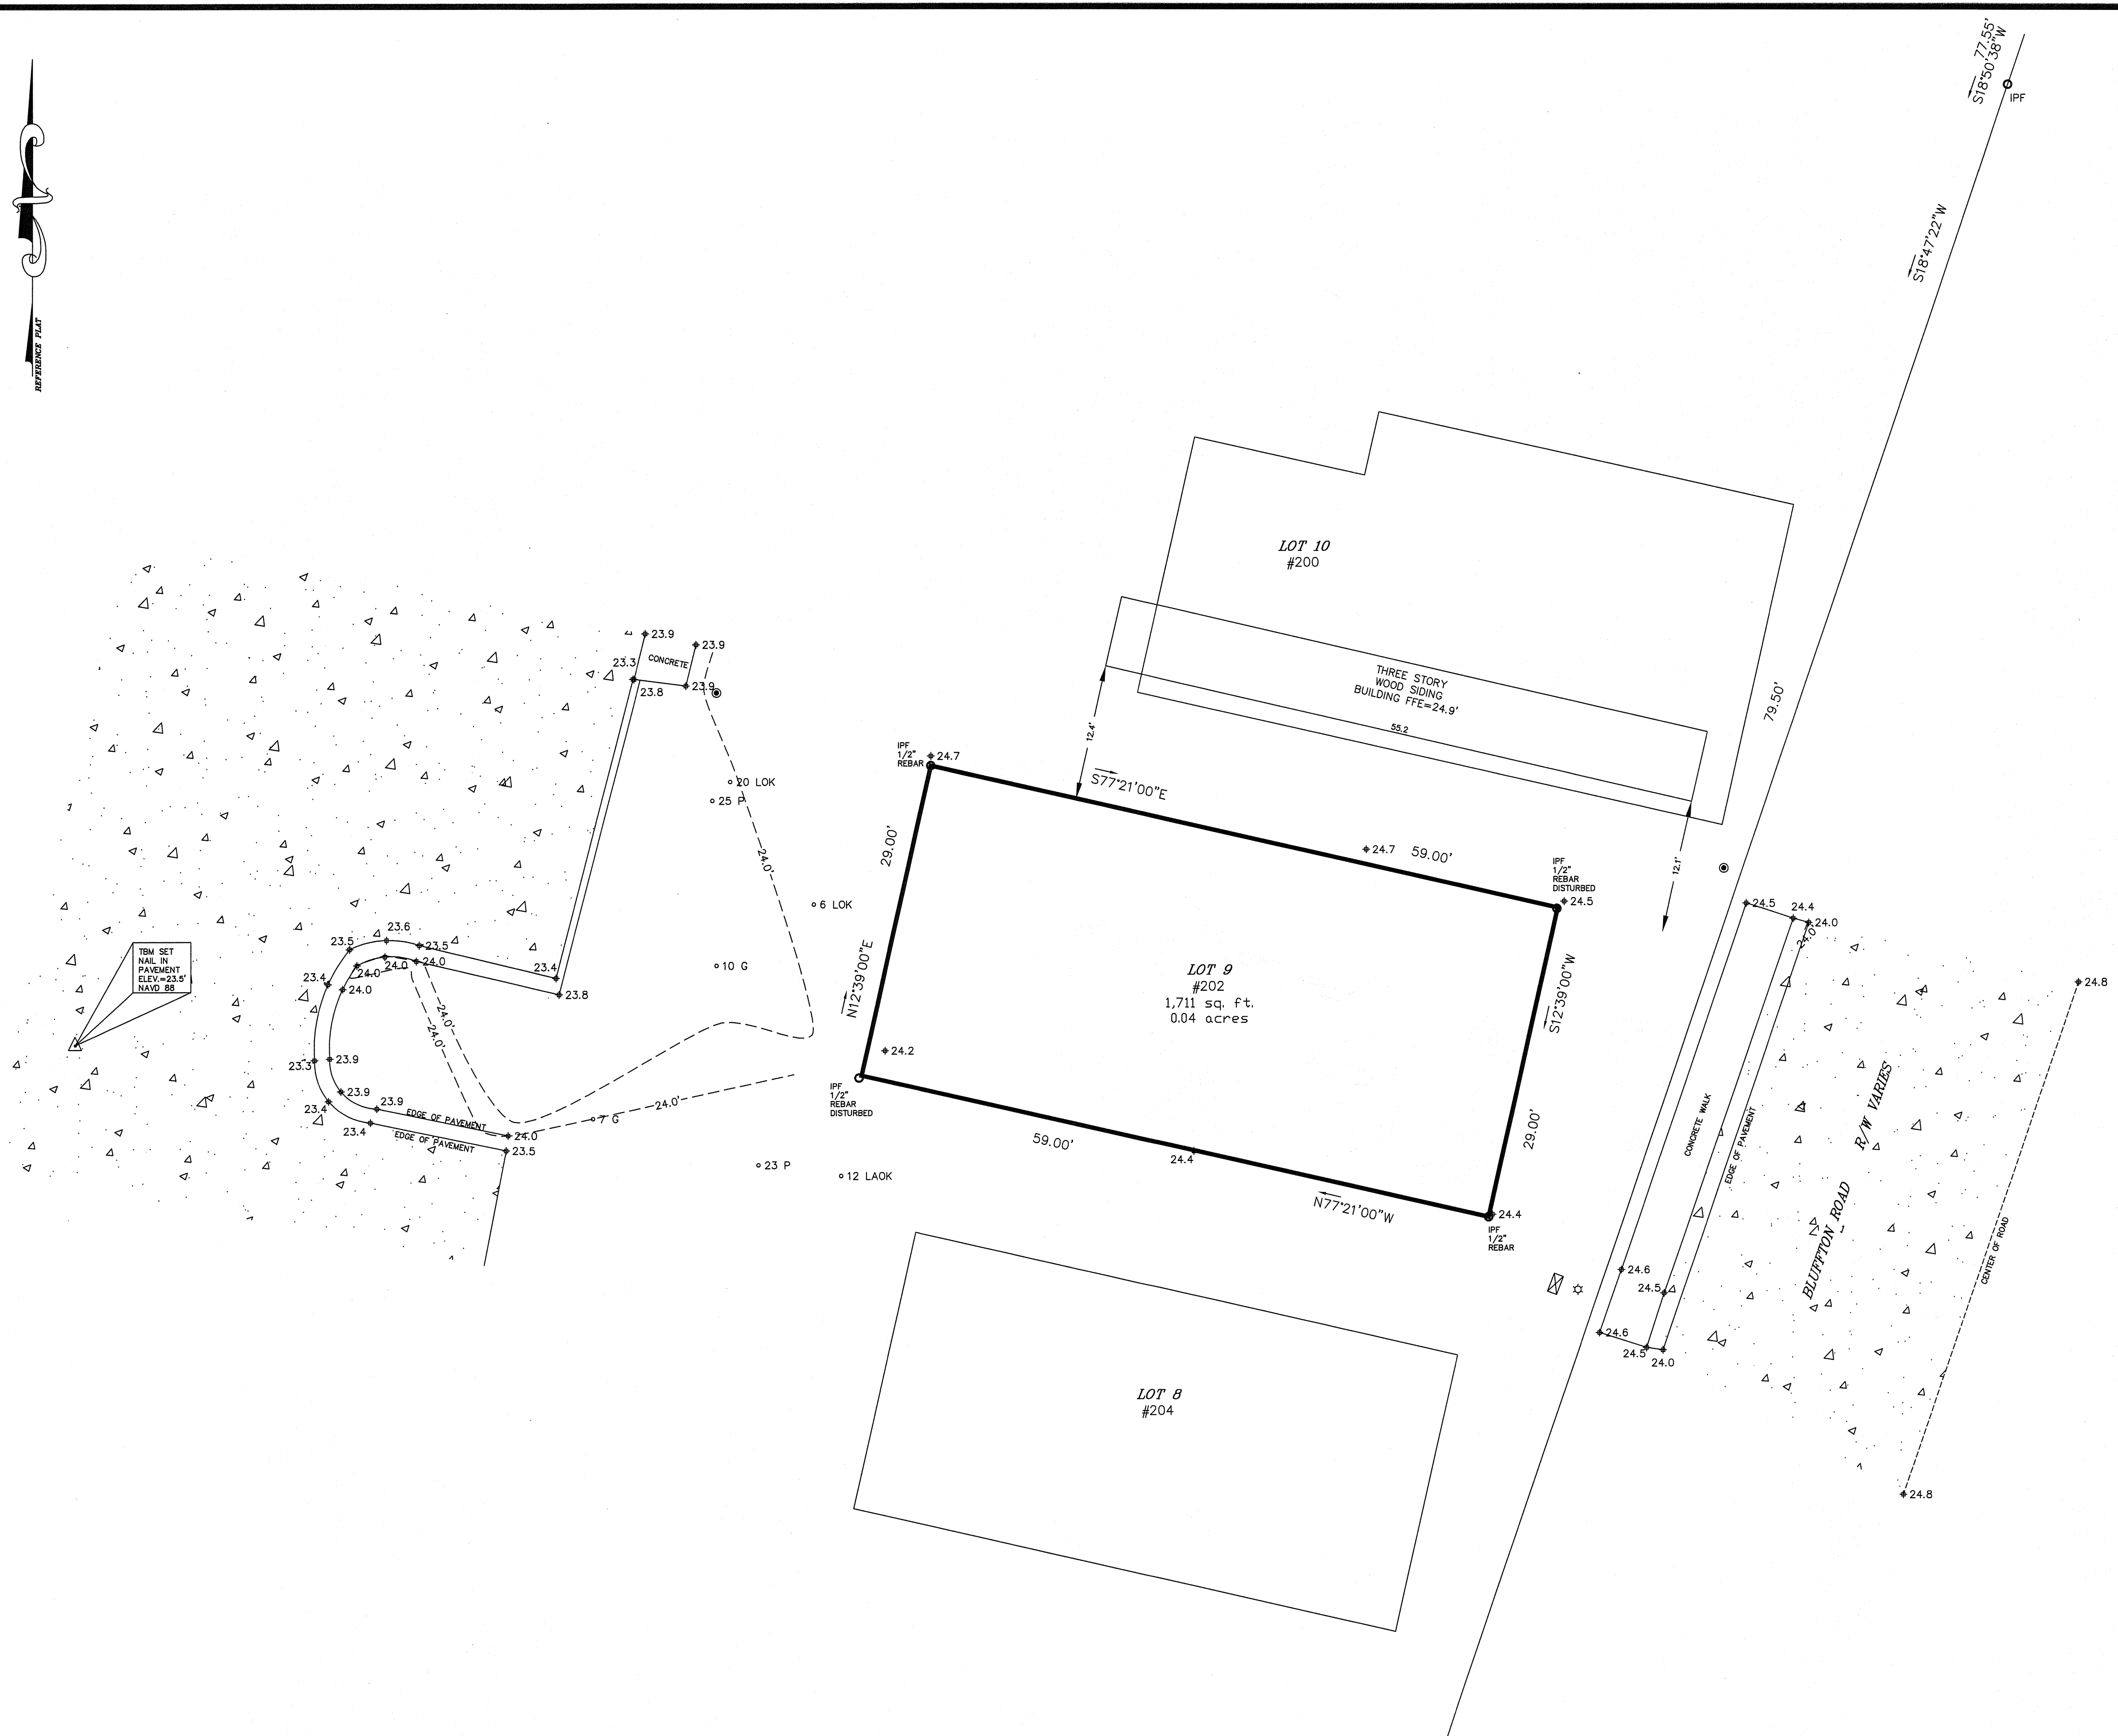 77.55'
S18°50'38"W
IPF
REFERENCE PLAT
S18°47'22"W
79.50'
LOT 10
#200
THREE STORY
WOOD SIDING
BUILDING FFE=24.9'
55.2
12.4'
12.1'
23.9
23.9
CONCRETE
23.3
23.8
23.9
20 LOK
25 P
24.0'
6 LOK
10 G
IPF
1/2"
REBAR
24.7
S77°21'00"E
24.7
59.00'
IPF
1/2"
REBAR
DISTURBED
24.5
29.00'
N12°39'00"E
24.2
IPF
1/2"
REBAR
DISTURBED
LOT 9
#202
1,711 sq. ft.
0.04 acres
S12°39'00"W
29.00'
59.00'
24.4
N77°21'00"W
24.4
IPF
1/2"
REBAR
TBM SET
NAIL IN
PAVEMENT
ELEV.=23.5'
NAVD 88
23.6
23.5
23.5
23.4
24.0
24.0
24.0
24.0
23.4
23.8
24.0'
24.0'
23.3
23.9
23.9
23.4
23.9
23.4
EDGE OF PAVEMENT
EDGE OF PAVEMENT
24.0
23.5
7 G
24.0'
23 P
12 LAOK
24.5
24.4
24.0
24.0'
24.8
CONCRETE WALK
EDGE OF PAVEMENT
BLUFFTON ROAD R/W VARIES
CENTER OF ROAD
24.6
24.5
24.6
24.5
24.0
24.8
LOT 8
#204